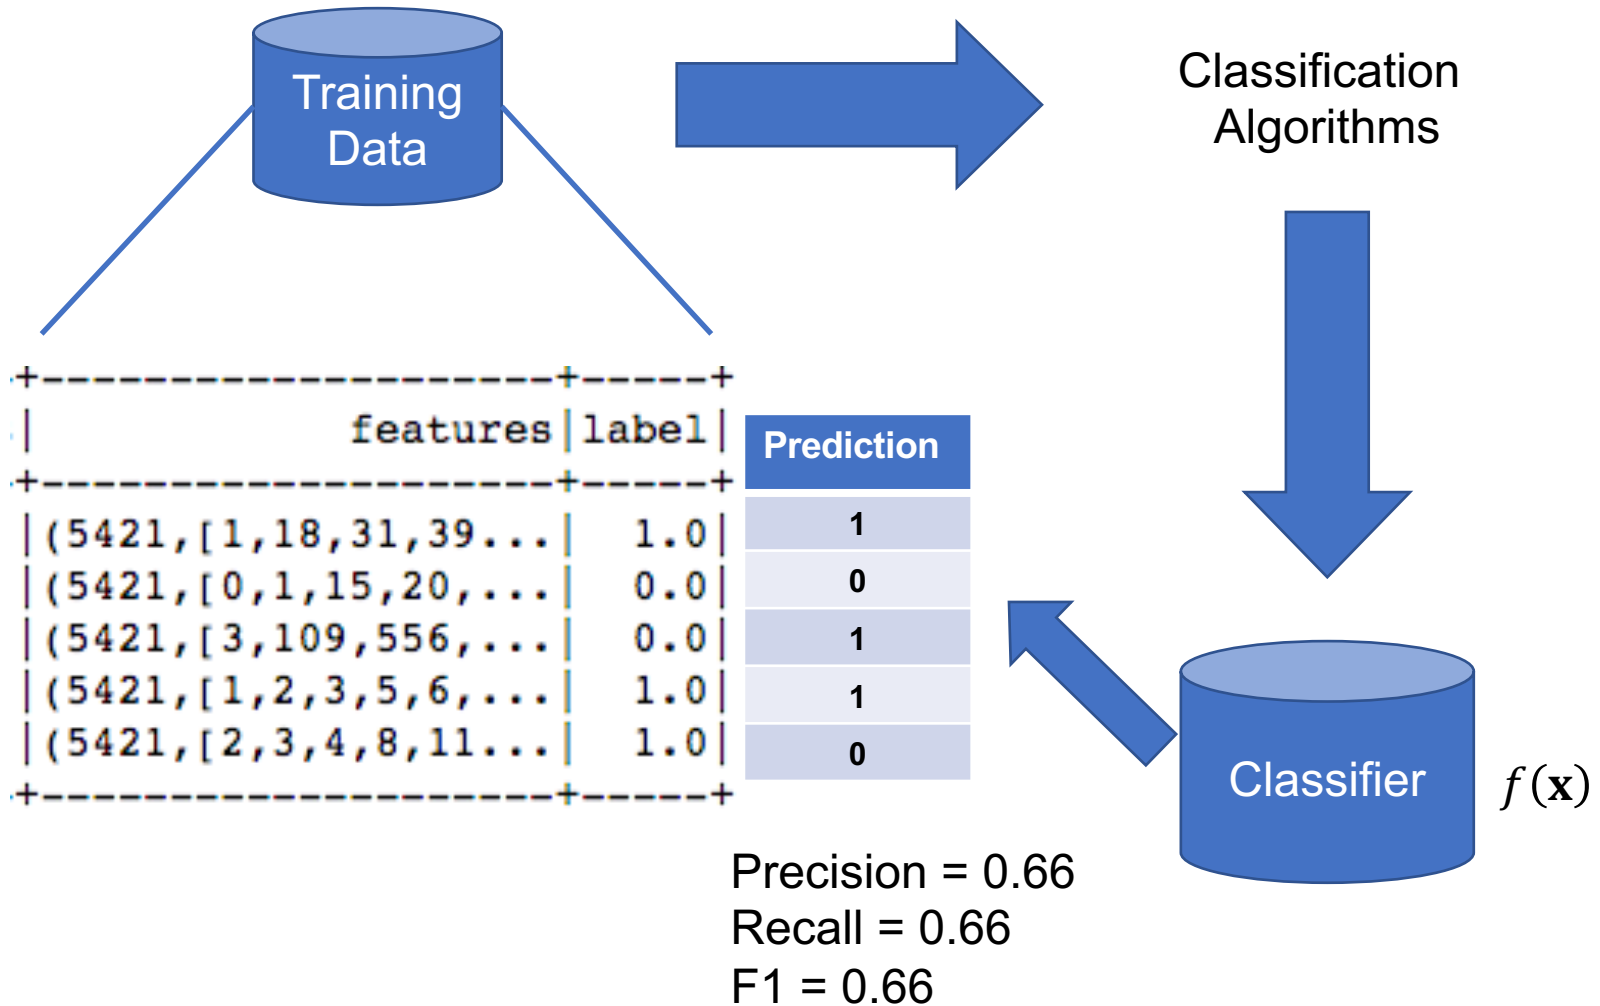 Training
Data
Classification
Algorithms
+--------------------+-----+
|            features|label|
+--------------------+-----+
|(5421,[1,18,31,39...|  1.0|
|(5421,[0,1,15,20,...|  0.0|
|(5421,[3,109,556,...|  0.0|
|(5421,[1,2,3,5,6,...|  1.0|
|(5421,[2,3,4,8,11...|  1.0|
+--------------------+-----+
Prediction
1
0
1
1
0
Classifier
f(x)
Precision = 0.66
Recall = 0.66
F1 = 0.66